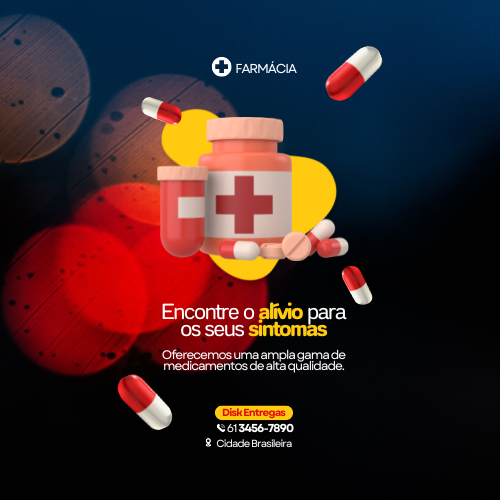 FARMÁCIA
Encontre o alívio para
os seus sintomas
Oferecemos uma ampla gama de
medicamentos de alta qualidade.
Disk Entregas
61 3456-7890
Cidade Brasileira